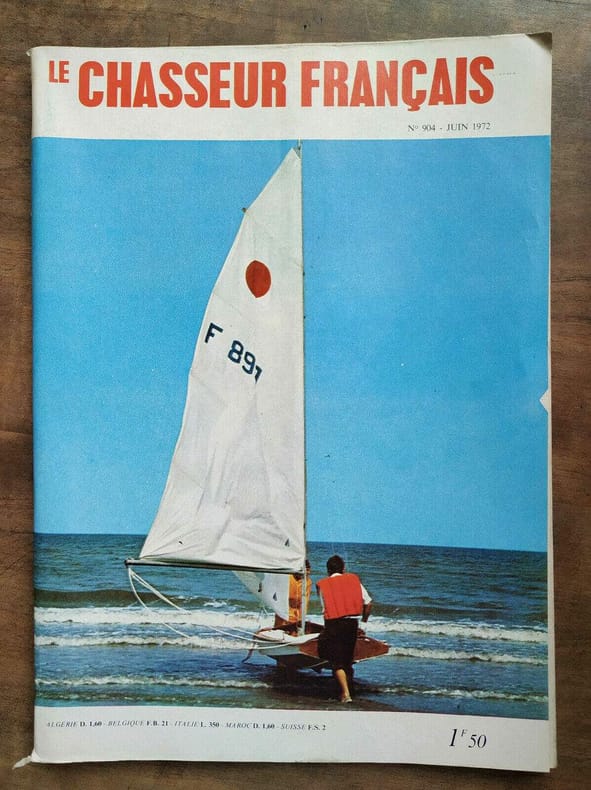 LE CHASSEUR FRANÇAIS
Nº 904 - JUIN 1972
F 891
ALGÉRIE D. 1,60 - BELGIQUE F.B. 21 - ITALIE L. 350 - MAROC D. 1,60 - SUISSE F.S. 2
1F 50